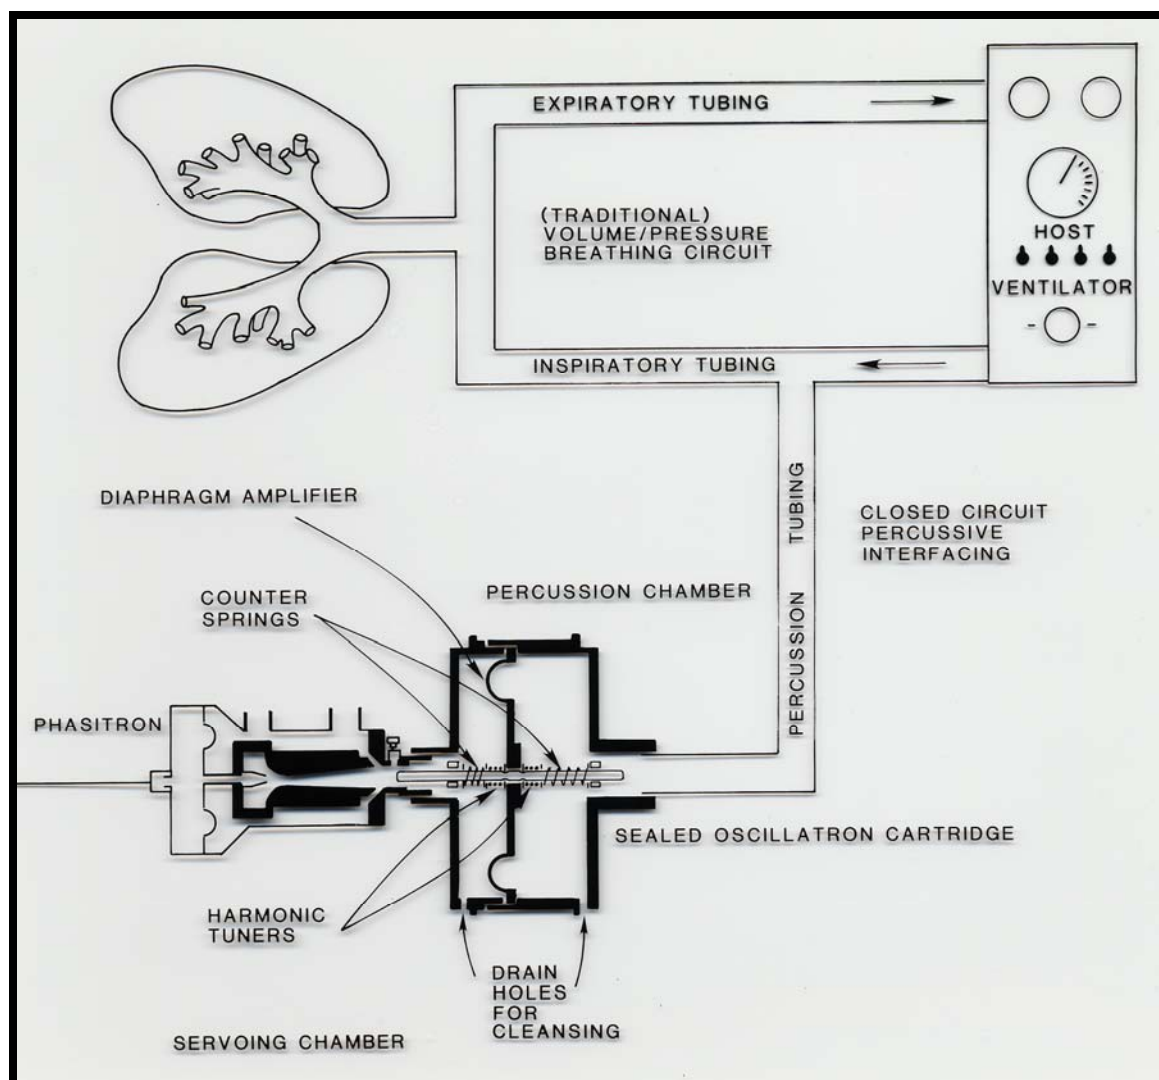 EXPIRATORY TUBING
(TRADITIONAL)
VOLUME/PRESSURE
BREATHING CIRCUIT
HOST
VENTILATOR
INSPIRATORY TUBING
DIAPHRAGM AMPLIFIER
PERCUSSION TUBING
CLOSED CIRCUIT
PERCUSSIVE
INTERFACING
COUNTER
SPRINGS
PERCUSSION CHAMBER
PHASITRON
SEALED OSCILLATRON CARTRIDGE
HARMONIC
TUNERS
DRAIN
HOLES
FOR
CLEANSING
SERVOING CHAMBER